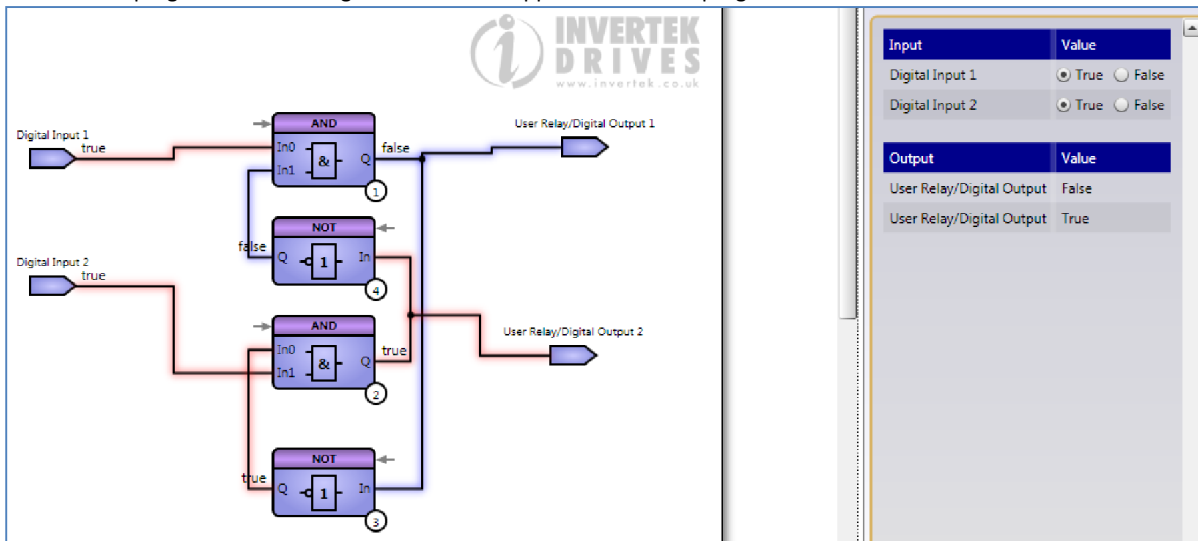 INVERTEK
DRIVES
www.invertek.co.uk
Digital Input 1
true
AND
In0
In1
&
Q
false
1
User Relay/Digital Output 1
NOT
false
Q
1
In
4
Digital Input 2
true
AND
In0
In1
&
Q
true
2
User Relay/Digital Output 2
NOT
true
Q
1
In
3
Input Value
Digital Input 1 True False
Digital Input 2 True False
Output Value
User Relay/Digital Output False
User Relay/Digital Output True